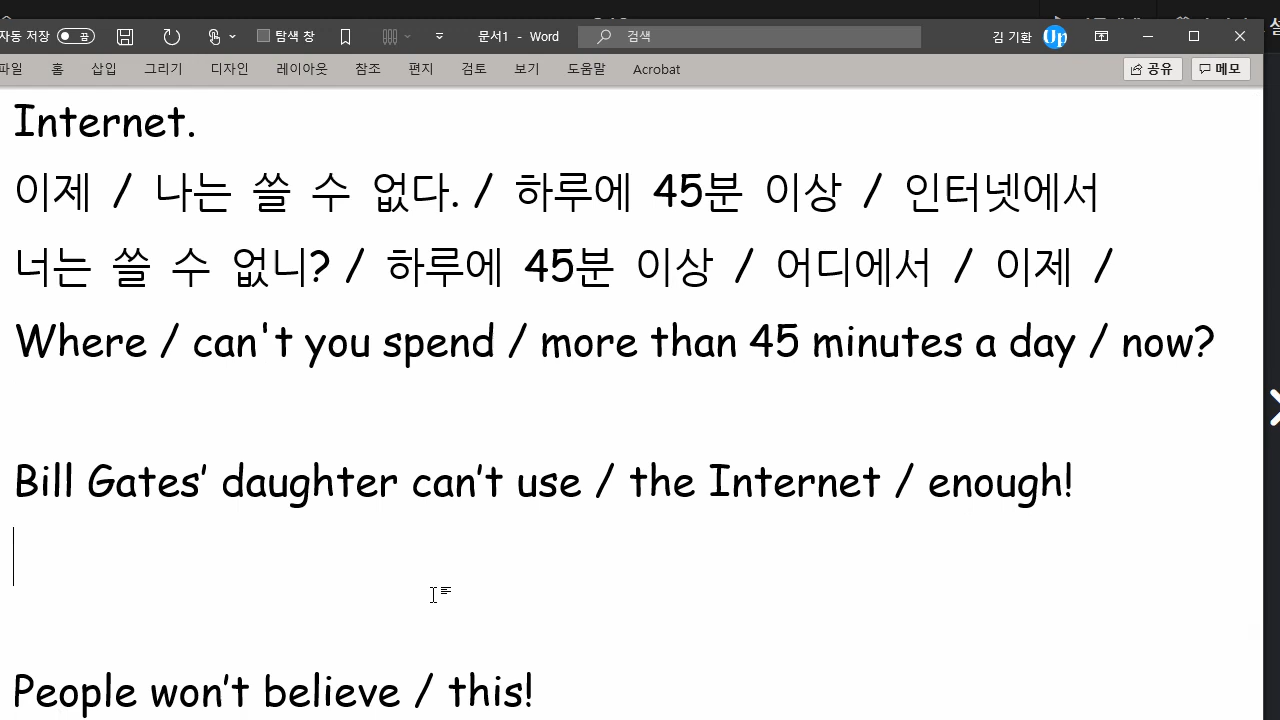 자동 저장 탐색 창 문서1 - Word 검색 김 기환 Up
파일 홈 삽입 그리기 디자인 레이아웃 참조 편지 검토 보기 도움말 Acrobat 공유 메모
Internet.
이제 / 나는 쓸 수 없다. / 하루에 45분 이상 / 인터넷에서
너는 쓸 수 없니? / 하루에 45분 이상 / 어디에서 / 이제 /
Where / can't you spend / more than 45 minutes a day / now?
Bill Gates’ daughter can’t use / the Internet / enough!
People won’t believe / this!